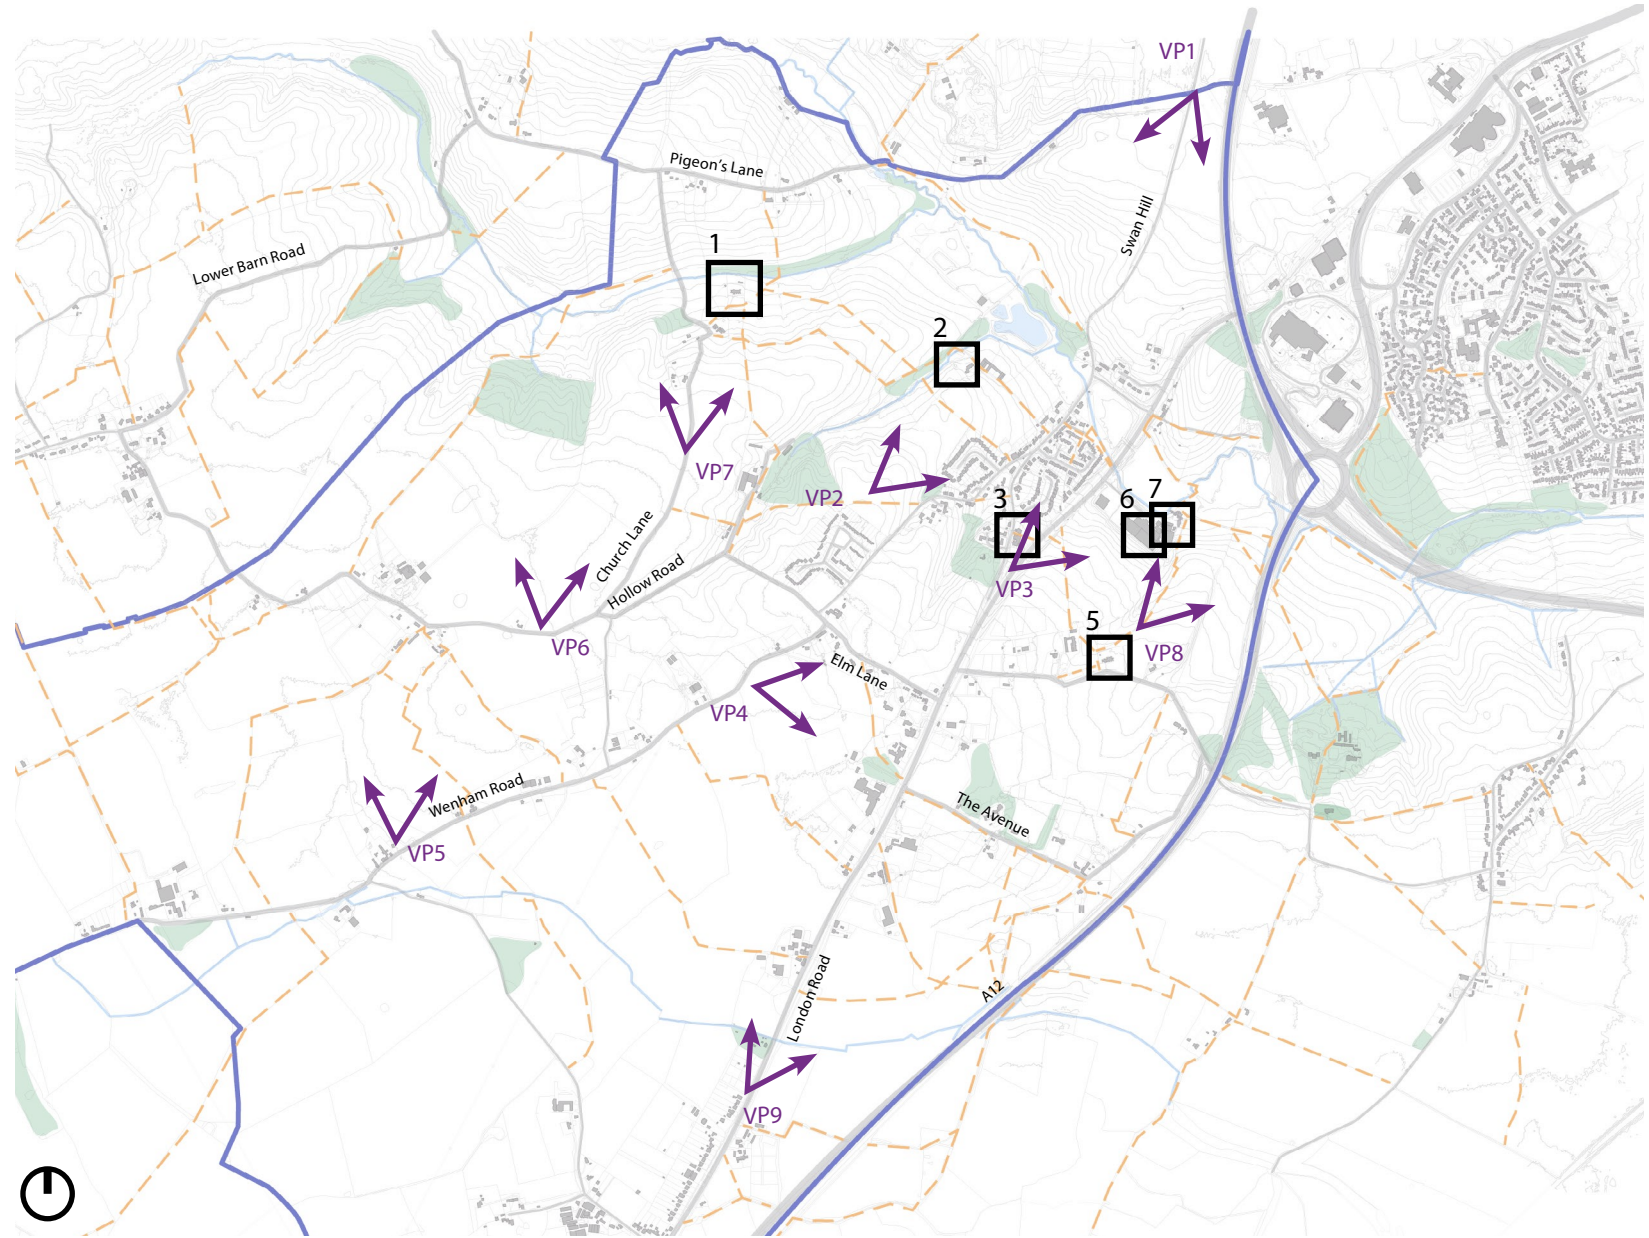 VP1
Pigeon's Lane
Swan Hill
1
Lower Barn Road
2
VP7
VP2
3
6
7
Church Lane
Hollow Road
VP3
5
VP6
VP8
Elm Lane
VP4
Wenham Road
The Avenue
VP5
London Road
A12
VP9